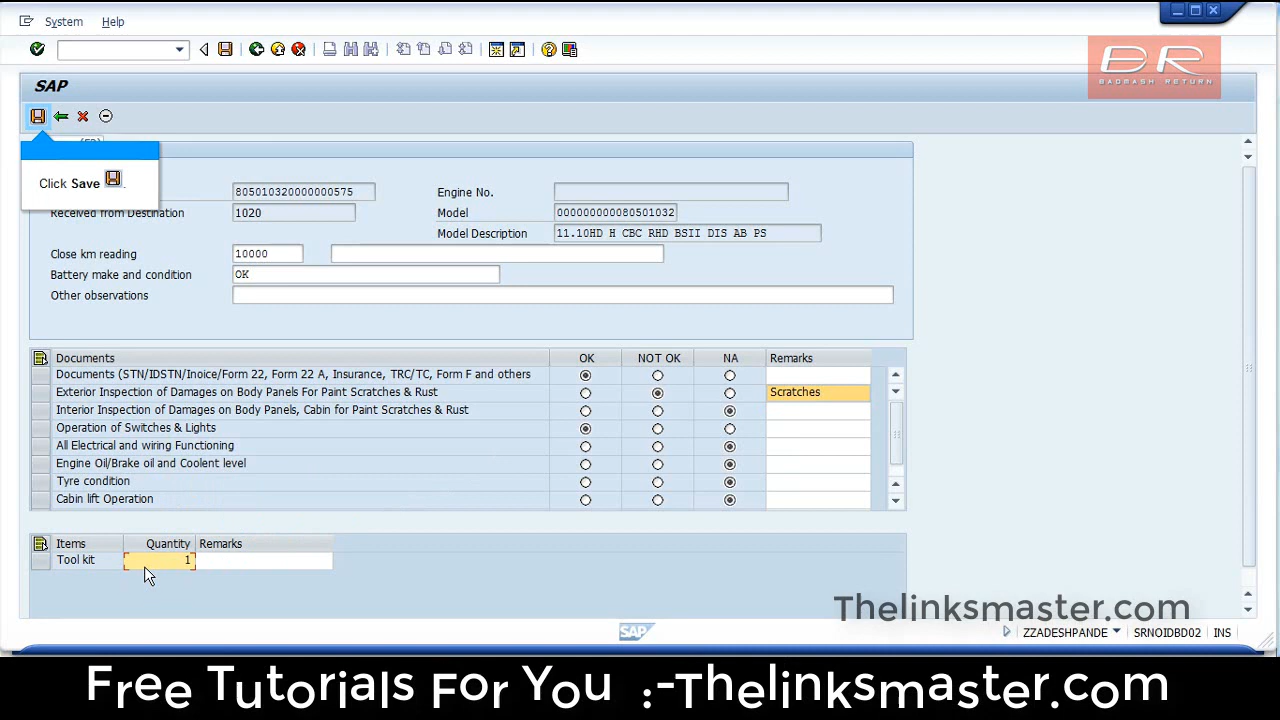 System Help
BR
BADMASH RETURN
SAP
Click Save .
805010320000000575 Engine No.
Received from Destination 1020 Model 000000000080501032
Model Description 11.10HD H CBC RHD BSII DIS AB PS
Close km reading 10000
Battery make and condition OK
Other observations
Documents OK NOT OK NA Remarks
Documents (STN/IDSTN/Inoice/Form 22, Form 22 A, Insurance, TRC/TC, Form F and others
Exterior Inspection of Damages on Body Panels For Paint Scratches & Rust Scratches
Interior Inspection of Damages on Body Panels, Cabin for Paint Scratches & Rust
Operation of Switches & Lights
All Electrical and wiring Functioning
Engine Oil/Brake oil and Coolent level
Tyre condition
Cabin lift Operation
Items Quantity Remarks
Tool kit 1
Thelinksmaster.com
SAP ZZADESHPANDE SRNOIDBD02 INS
Free Tutorials For You :-Thelinksmaster.com